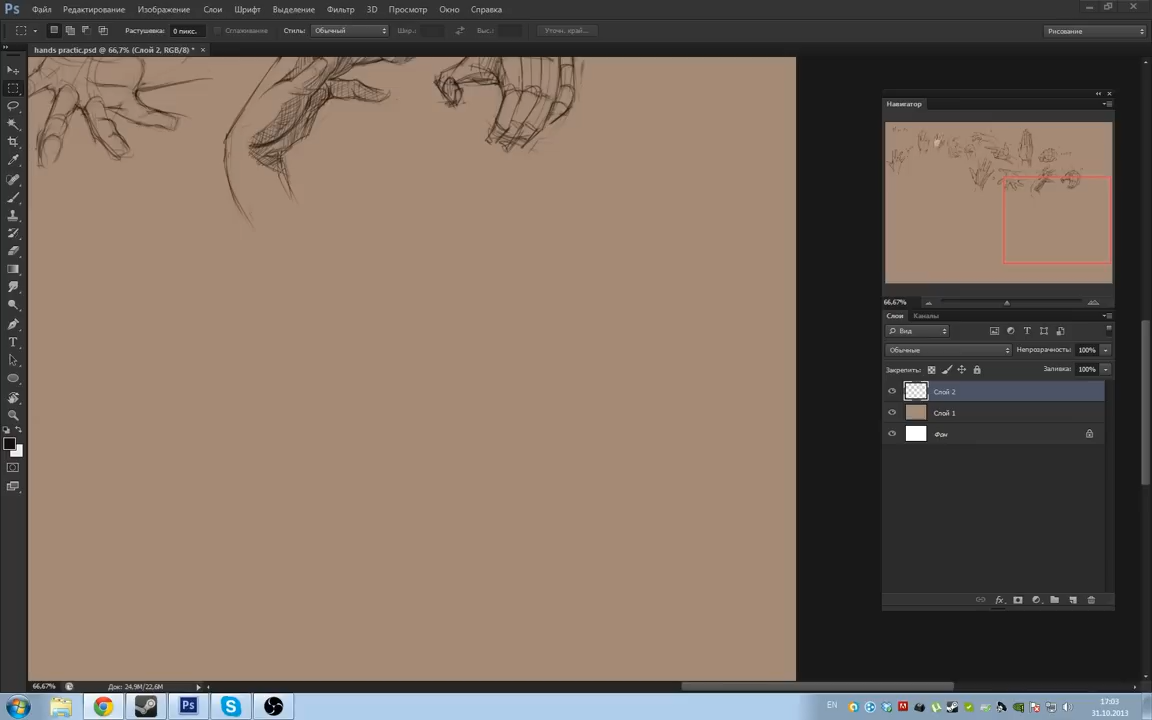 Ps Файл Редактирование Изображение Слои Шрифт Выделение Фильтр 3D Просмотр Окно Справка
Растушевка: 0 пикс. Сглаживание Стиль: Обычный Шир.: Выс.: Уточн. край... Рисование
hands practic.psd @ 66,7% (Слой 2, RGB/8) * ×
Навигатор
66,67%
Слои Каналы
Вид
Обычные Непрозрачность: 100%
Закрепить: Заливка: 100%
Слой 2
Слой 1
Фон
fx
66,67% Док: 24,9M/22,6M
Ps EN 17:03
31.10.2013